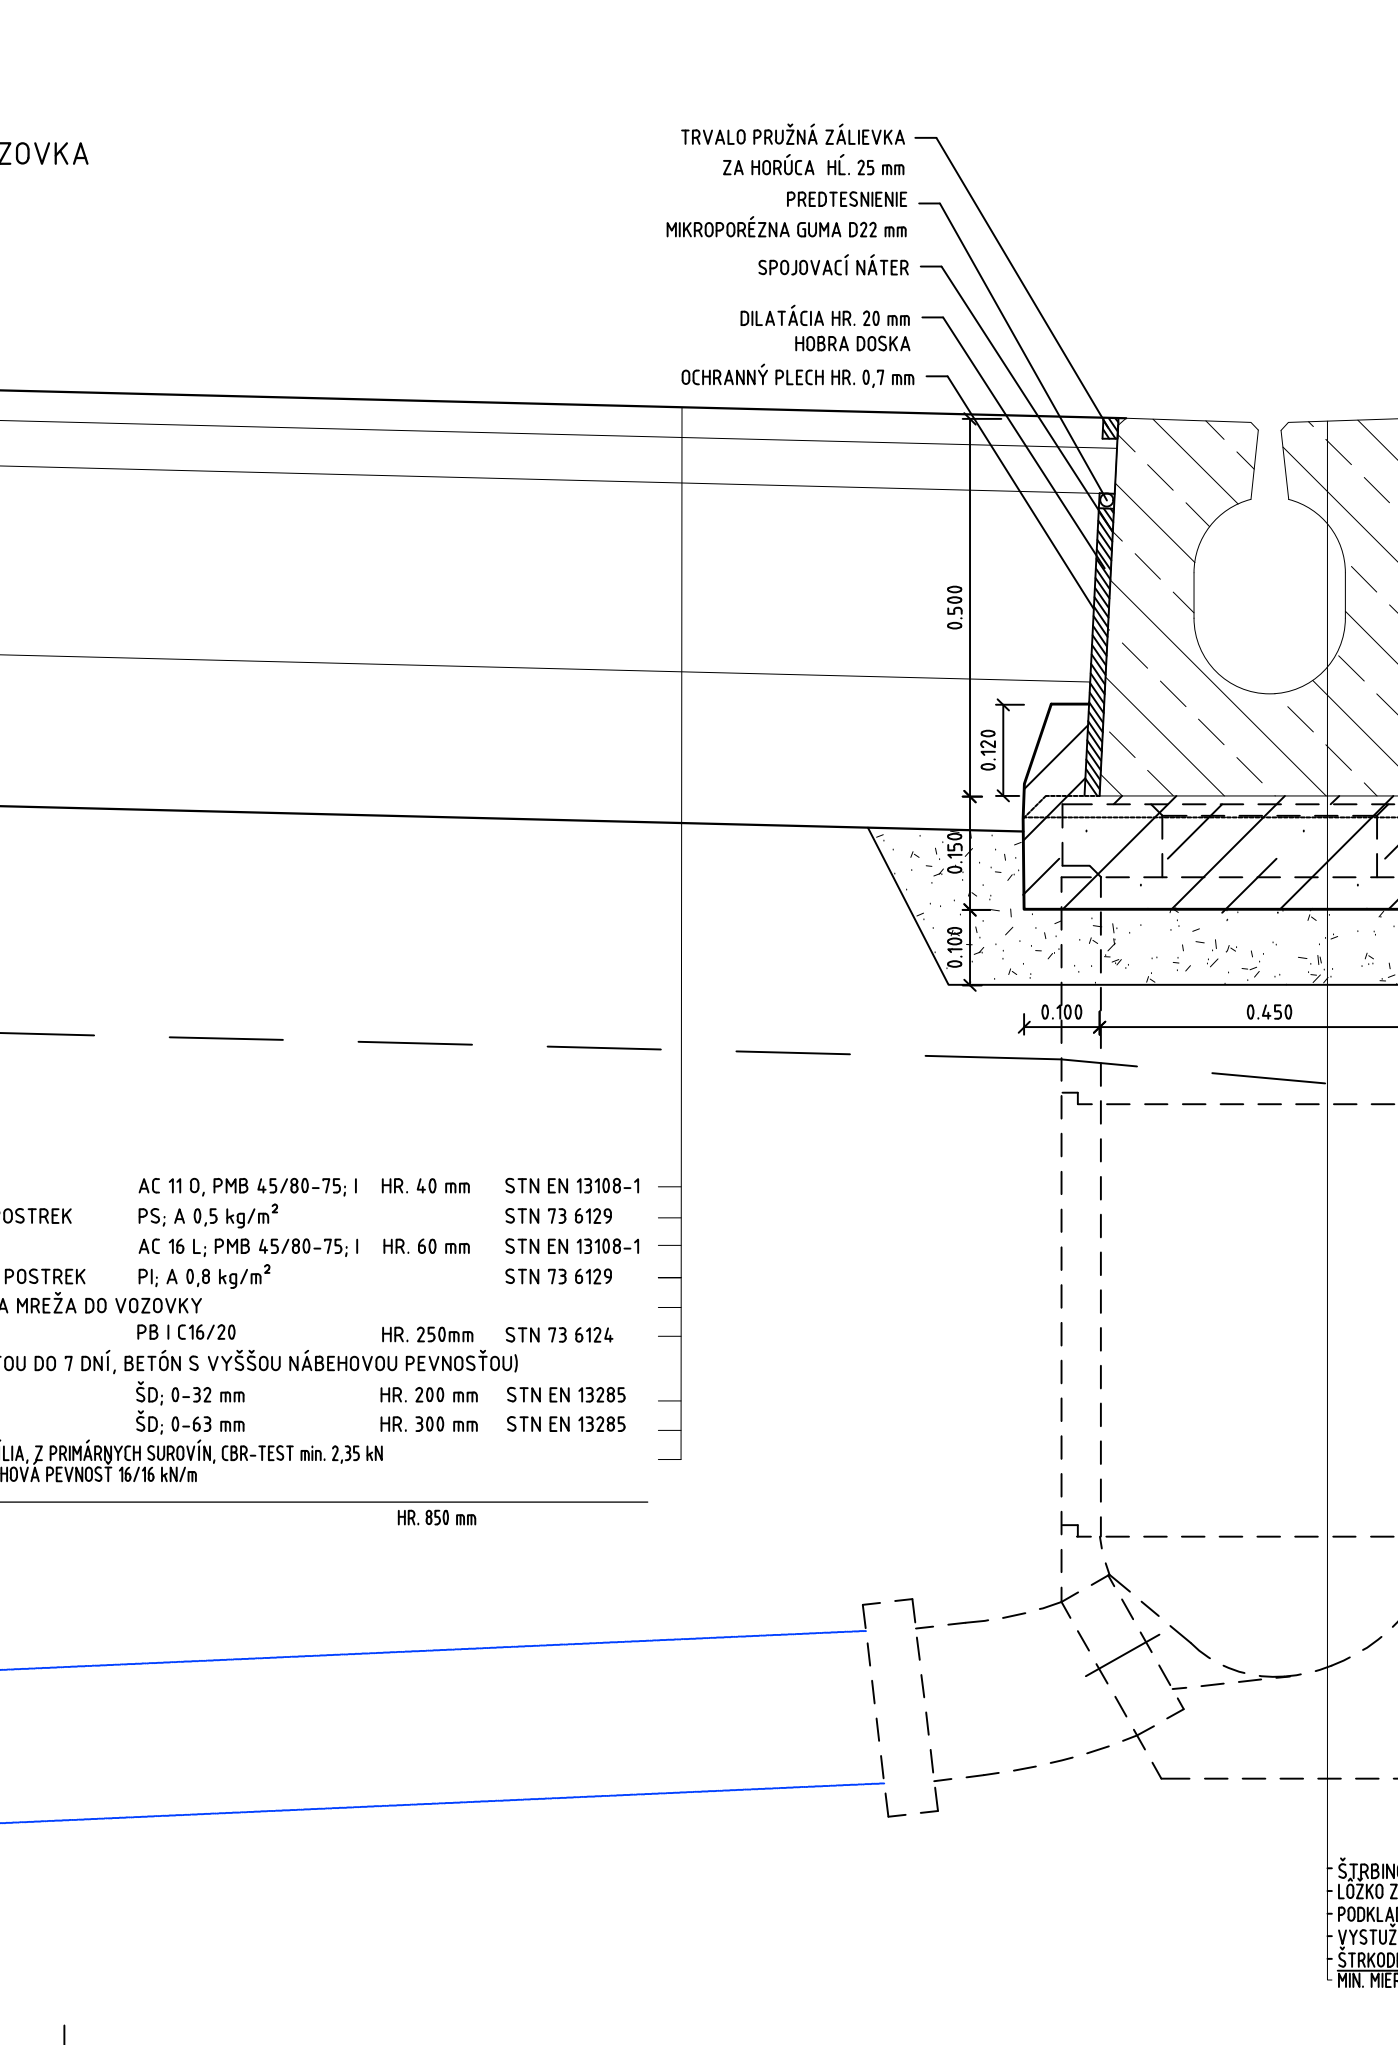 ZOVKA
TRVALO PRUŽNÁ ZÁLIEVKA
ZA HORÚCA HĹ. 25 mm
PREDTESNIENIE
MIKROPORÉZNA GUMA D22 mm
SPOJOVACÍ NÁTER
DILATÁCIA HR. 20 mm
HOBRA DOSKA
OCHRANNÝ PLECH HR. 0,7 mm
0.500
0.120
0.150
0.100
0.100 0.450
AC 11 O, PMB 45/80-75; I HR. 40 mm STN EN 13108-1
POSTREK PS; A 0,5 kg/m² STN 73 6129
AC 16 L; PMB 45/80-75; I HR. 60 mm STN EN 13108-1
POSTREK PI; A 0,8 kg/m² STN 73 6129
A MREŽA DO VOZOVKY
PB I C16/20 HR. 250mm STN 73 6124
TOU DO 7 DNÍ, BETÓN S VYŠŠOU NÁBEHOVOU PEVNOSŤOU)
ŠD; 0-32 mm HR. 200 mm STN EN 13285
ŠD; 0-63 mm HR. 300 mm STN EN 13285
ÍLIA, Z PRIMÁRNYCH SUROVÍN, CBR-TEST min. 2,35 kN
HOVÁ PEVNOSŤ 16/16 kN/m
HR. 850 mm
ŠTRBIN
LÔŽKO Z
PODKLA
VYSTUŽ
ŠTRKOD
MIN. MIER